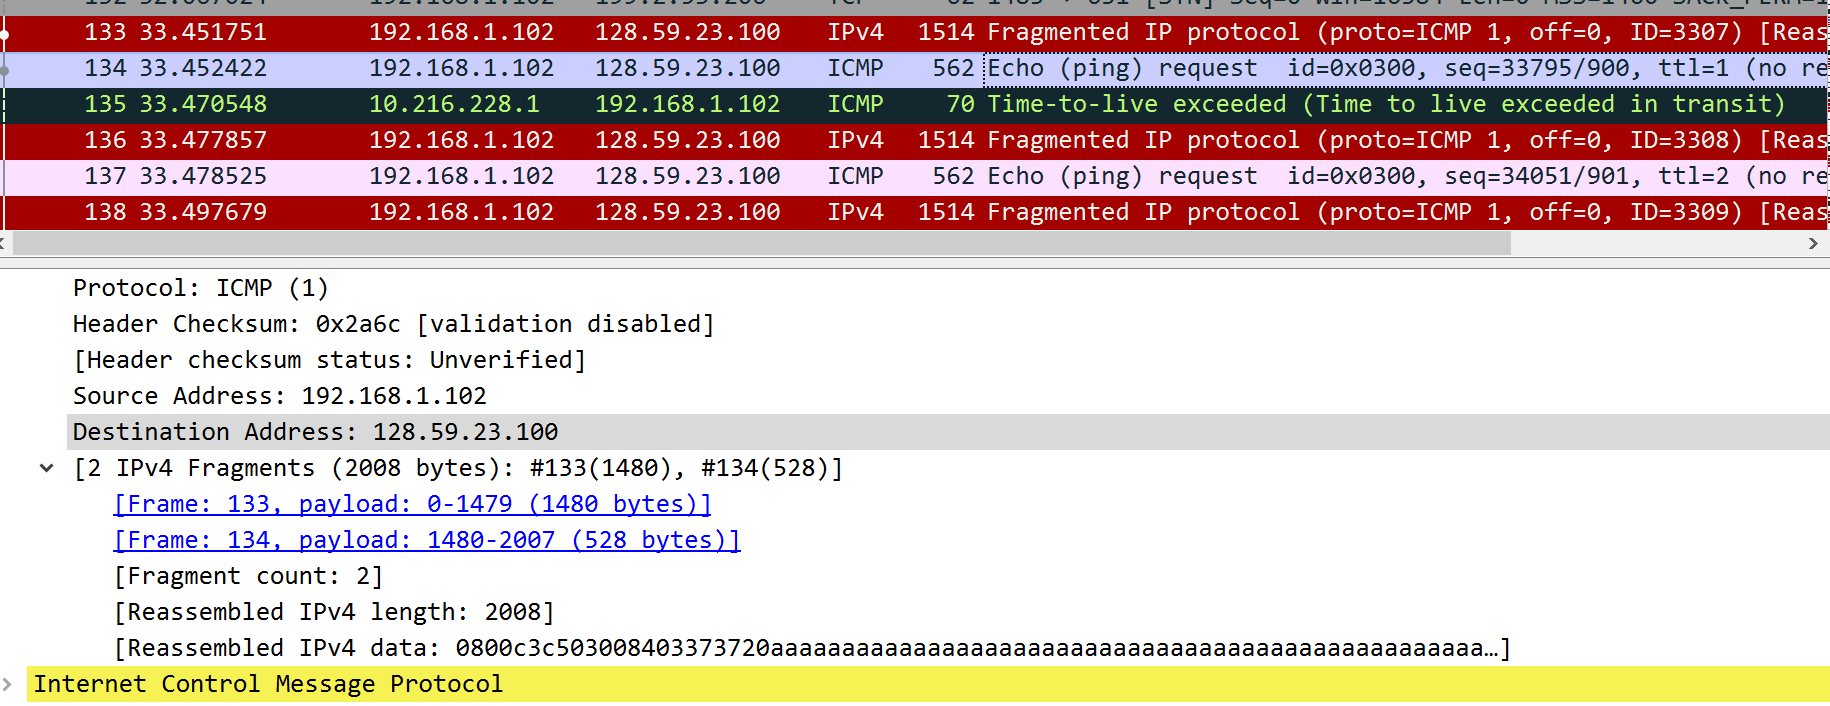 133 33.451751 192.168.1.102 128.59.23.100 IPv4 1514 Fragmented IP protocol (proto=ICMP 1, off=0, ID=3307) [Reas
134 33.452422 192.168.1.102 128.59.23.100 ICMP 562 Echo (ping) request id=0x0300, seq=33795/900, ttl=1 (no re
135 33.470548 10.216.228.1 192.168.1.102 ICMP 70 Time-to-live exceeded (Time to live exceeded in transit)
136 33.477857 192.168.1.102 128.59.23.100 IPv4 1514 Fragmented IP protocol (proto=ICMP 1, off=0, ID=3308) [Reas
137 33.478525 192.168.1.102 128.59.23.100 ICMP 562 Echo (ping) request id=0x0300, seq=34051/901, ttl=2 (no re
138 33.497679 192.168.1.102 128.59.23.100 IPv4 1514 Fragmented IP protocol (proto=ICMP 1, off=0, ID=3309) [Reas
Protocol: ICMP (1)
Header Checksum: 0x2a6c [validation disabled]
[Header checksum status: Unverified]
Source Address: 192.168.1.102
Destination Address: 128.59.23.100
[2 IPv4 Fragments (2008 bytes): #133(1480), #134(528)]
[Frame: 133, payload: 0-1479 (1480 bytes)]
[Frame: 134, payload: 1480-2007 (528 bytes)]
[Fragment count: 2]
[Reassembled IPv4 length: 2008]
[Reassembled IPv4 data: 0800c3c503008403373720aaaaaaaaaaaaaaaaaaaaaaaaaaaaaaaaaaaaaaaaaaaaaaaaaa…]
Internet Control Message Protocol